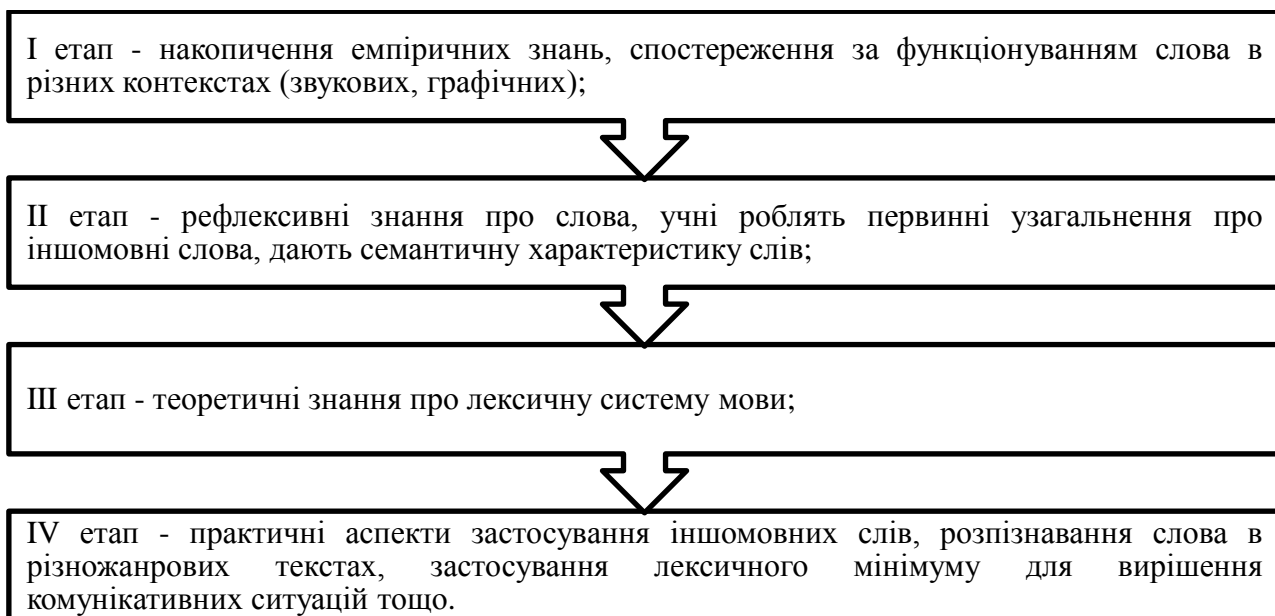 І етап - накопичення емпіричних знань, спостереження за функціонуванням слова в
різних контекстах (звукових, графічних);
ІІ етап - рефлексивні знання про слова, учні роблять первинні узагальнення про
іншомовні слова, дають семантичну характеристику слів;
ІІІ етап - теоретичні знання про лексичну систему мови;
IV етап - практичні аспекти застосування іншомовних слів, розпізнавання слова в
різножанрових текстах, застосування лексичного мінімуму для вирішення
комунікативних ситуацій тощо.